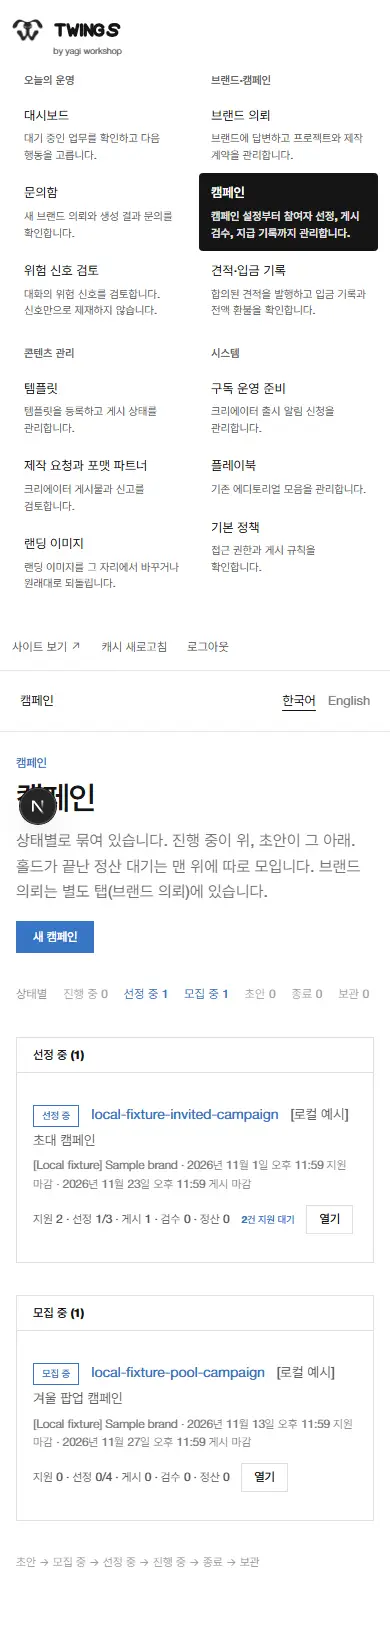 TWINGS
by yagi workshop
오늘의 운영
대시보드
대기 중인 업무를 확인하고 다음
행동을 고릅니다.
문의함
새 브랜드 의뢰와 생성 결과 문의를
확인합니다.
위험 신호 검토
대화의 위험 신호를 검토합니다.
신호만으로 제재하지 않습니다.
브랜드·캠페인
브랜드 의뢰
브랜드에 답변하고 프로젝트와 제작
계약을 관리합니다.
캠페인
캠페인 설정부터 참여자 선정, 게시
검수, 지급 기록까지 관리합니다.
견적·입금 기록
합의된 견적을 발행하고 입금 기록과
전액 환불을 확인합니다.
콘텐츠 관리
템플릿
템플릿을 등록하고 게시 상태를
관리합니다.
제작 요청과 포맷 파트너
크리에이터 게시물과 신고를
검토합니다.
랜딩 이미지
랜딩 이미지를 그 자리에서 바꾸거나
원래대로 되돌립니다.
시스템
구독 운영 준비
크리에이터 출시 알림 신청을
관리합니다.
플레이북
기존 에디토리얼 모음을 관리합니다.
기본 정책
접근 권한과 게시 규칙을
확인합니다.
사이트 보기 ↗ 캐시 새로고침 로그아웃
캠페인 한국어 English
캠페인
캠페인
N
상태별로 묶여 있습니다. 진행 중이 위, 초안이 그 아래.
홀드가 끝난 정산 대기는 맨 위에 따로 모입니다. 브랜드
의뢰는 별도 탭(브랜드 의뢰)에 있습니다.
새 캠페인
상태별 진행 중 0 선정 중 1 모집 중 1 초안 0 종료 0 보관 0
선정 중 (1)
선정 중 local-fixture-invited-campaign [로컬 예시]
초대 캠페인
[Local fixture] Sample brand · 2026년 11월 1일 오후 11:59 지원
마감 · 2026년 11월 23일 오후 11:59 게시 마감
지원 2 · 선정 1/3 · 게시 1 · 검수 0 · 정산 0 2건 지원 대기 열기
모집 중 (1)
모집 중 local-fixture-pool-campaign [로컬 예시]
겨울 팝업 캠페인
[Local fixture] Sample brand · 2026년 11월 13일 오후 11:59 지원
마감 · 2026년 11월 27일 오후 11:59 게시 마감
지원 0 · 선정 0/4 · 게시 0 · 검수 0 · 정산 0 열기
초안 → 모집 중 → 선정 중 → 진행 중 → 종료 → 보관